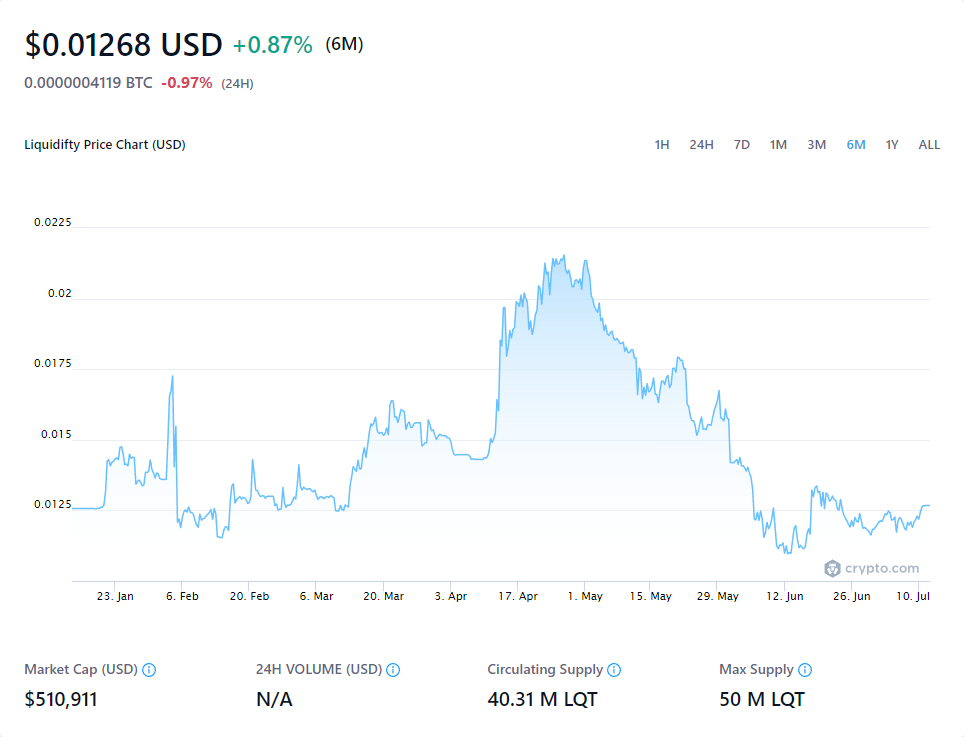 $0.01268 USD +0.87% (6M)
0.0000004119 BTC -0.97% (24H)
Liquidifty Price Chart (USD) 1H 24H 7D 1M 3M 6M 1Y ALL
0.0225
0.02
0.0175
0.015
0.0125
crypto.com
23. Jan 6. Feb 20. Feb 6. Mar 20. Mar 3. Apr 17. Apr 1. May 15. May 29. May 12. Jun 26. Jun 10. Jul
Market Cap (USD) 24H VOLUME (USD) Circulating Supply Max Supply
$510,911 N/A 40.31 M LQT 50 M LQT